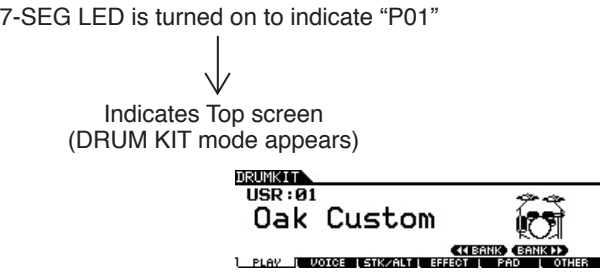 7-SEG LED is turned on to indicate “P01”
Indicates Top screen
(DRUM KIT mode appears)
DRUMKIT
USR:01
Oak Custom
BANK BANK
PLAY VOICE STK/ALT EFFECT PAD OTHER